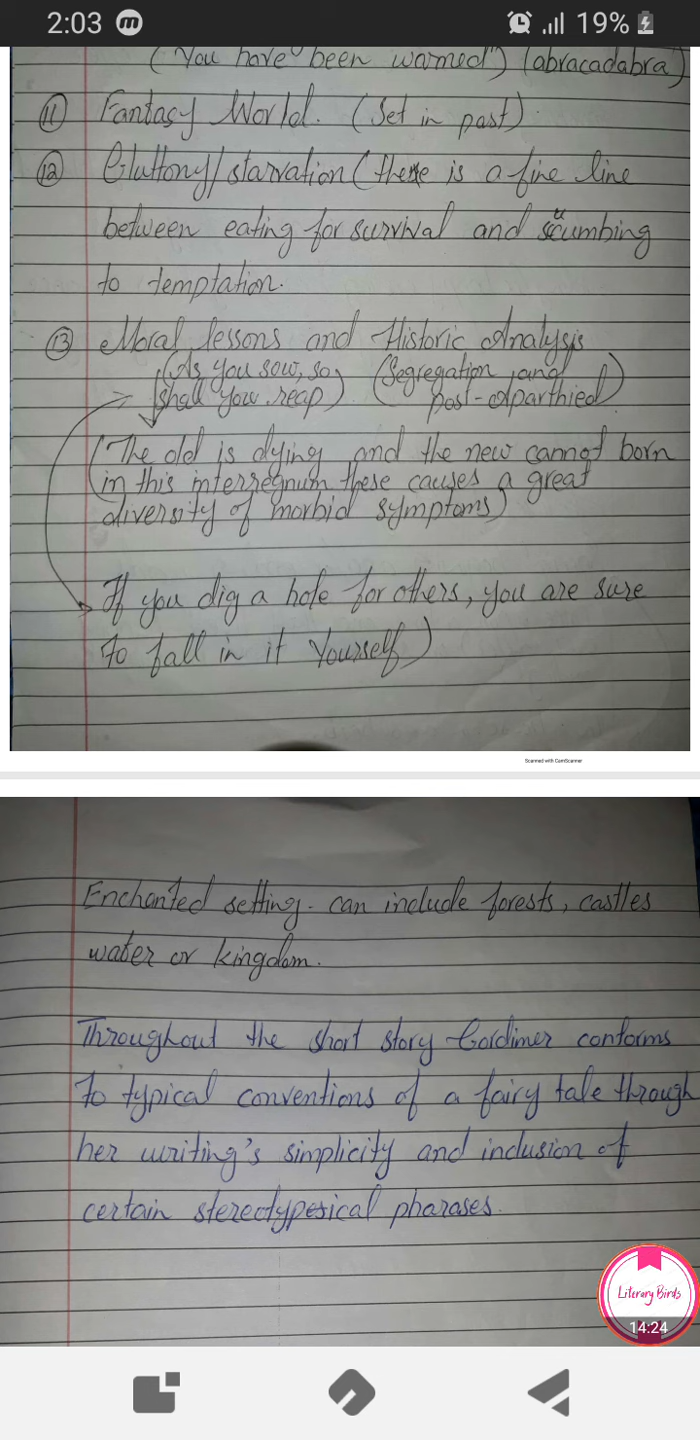 2:03 m 19%
(You have been warned) (abracadabra)
⑪ Fantasy World. (Set in past)
⑫ Gluttony/starvation (there is a fine line
between eating for survival and scumbing
u
to temptation.
⑬ Moral lessons and Historic Analysis
(As you sow, so (Segregation and
shall you reap) post-Aparthied)
(The old is dying and the new cannot born
in this interregnum these causes a great
diversity of morbid symptoms)
If you dig a hole for others, you are sure
to fall in it Yourself)
Scanned with CamScanner
Enchanted setting - can include forests, castles
water or kingdom.
Throughout the short story Gordimer conforms
to typical conventions of a fairy tale through
her writing's simplicity and inclusion of
certain stereotypesical pharases.
Literary Birds
14:24